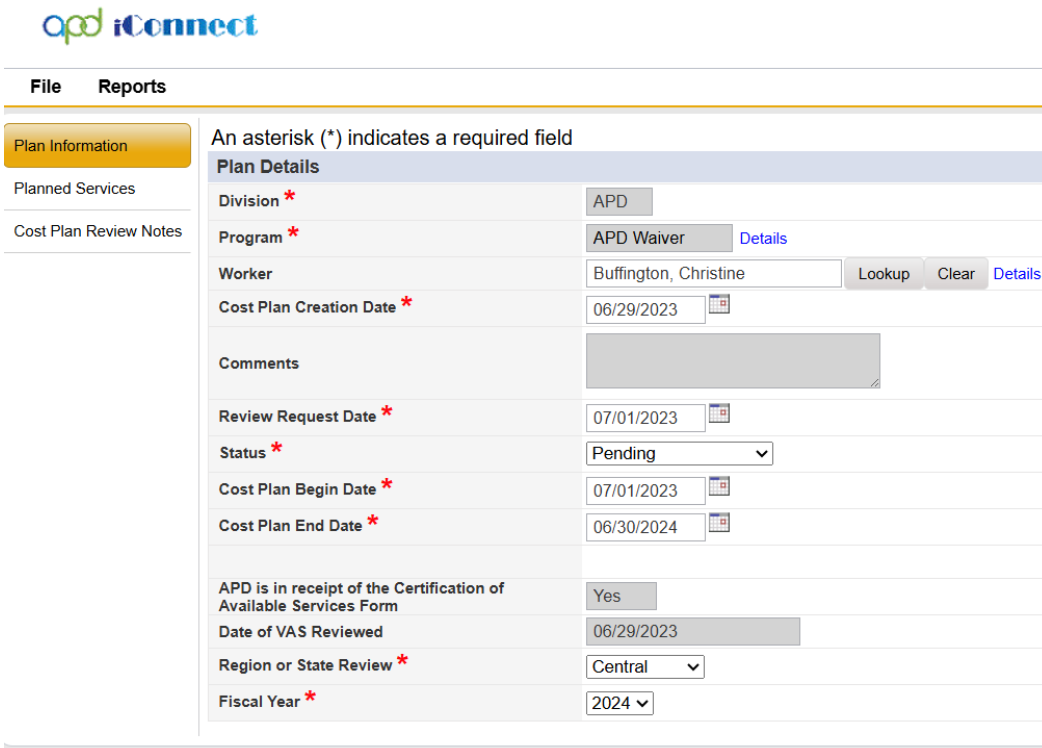 apd iConnect
File Reports
Plan Information
Planned Services
Cost Plan Review Notes
An asterisk (*) indicates a required field
Plan Details
Division * APD
Program * APD Waiver Details
Worker Buffington, Christine Lookup Clear Details
Cost Plan Creation Date * 06/29/2023
Comments
Review Request Date * 07/01/2023
Status * Pending
Cost Plan Begin Date * 07/01/2023
Cost Plan End Date * 06/30/2024
APD is in receipt of the Certification of
Available Services Form Yes
Date of VAS Reviewed 06/29/2023
Region or State Review * Central
Fiscal Year * 2024